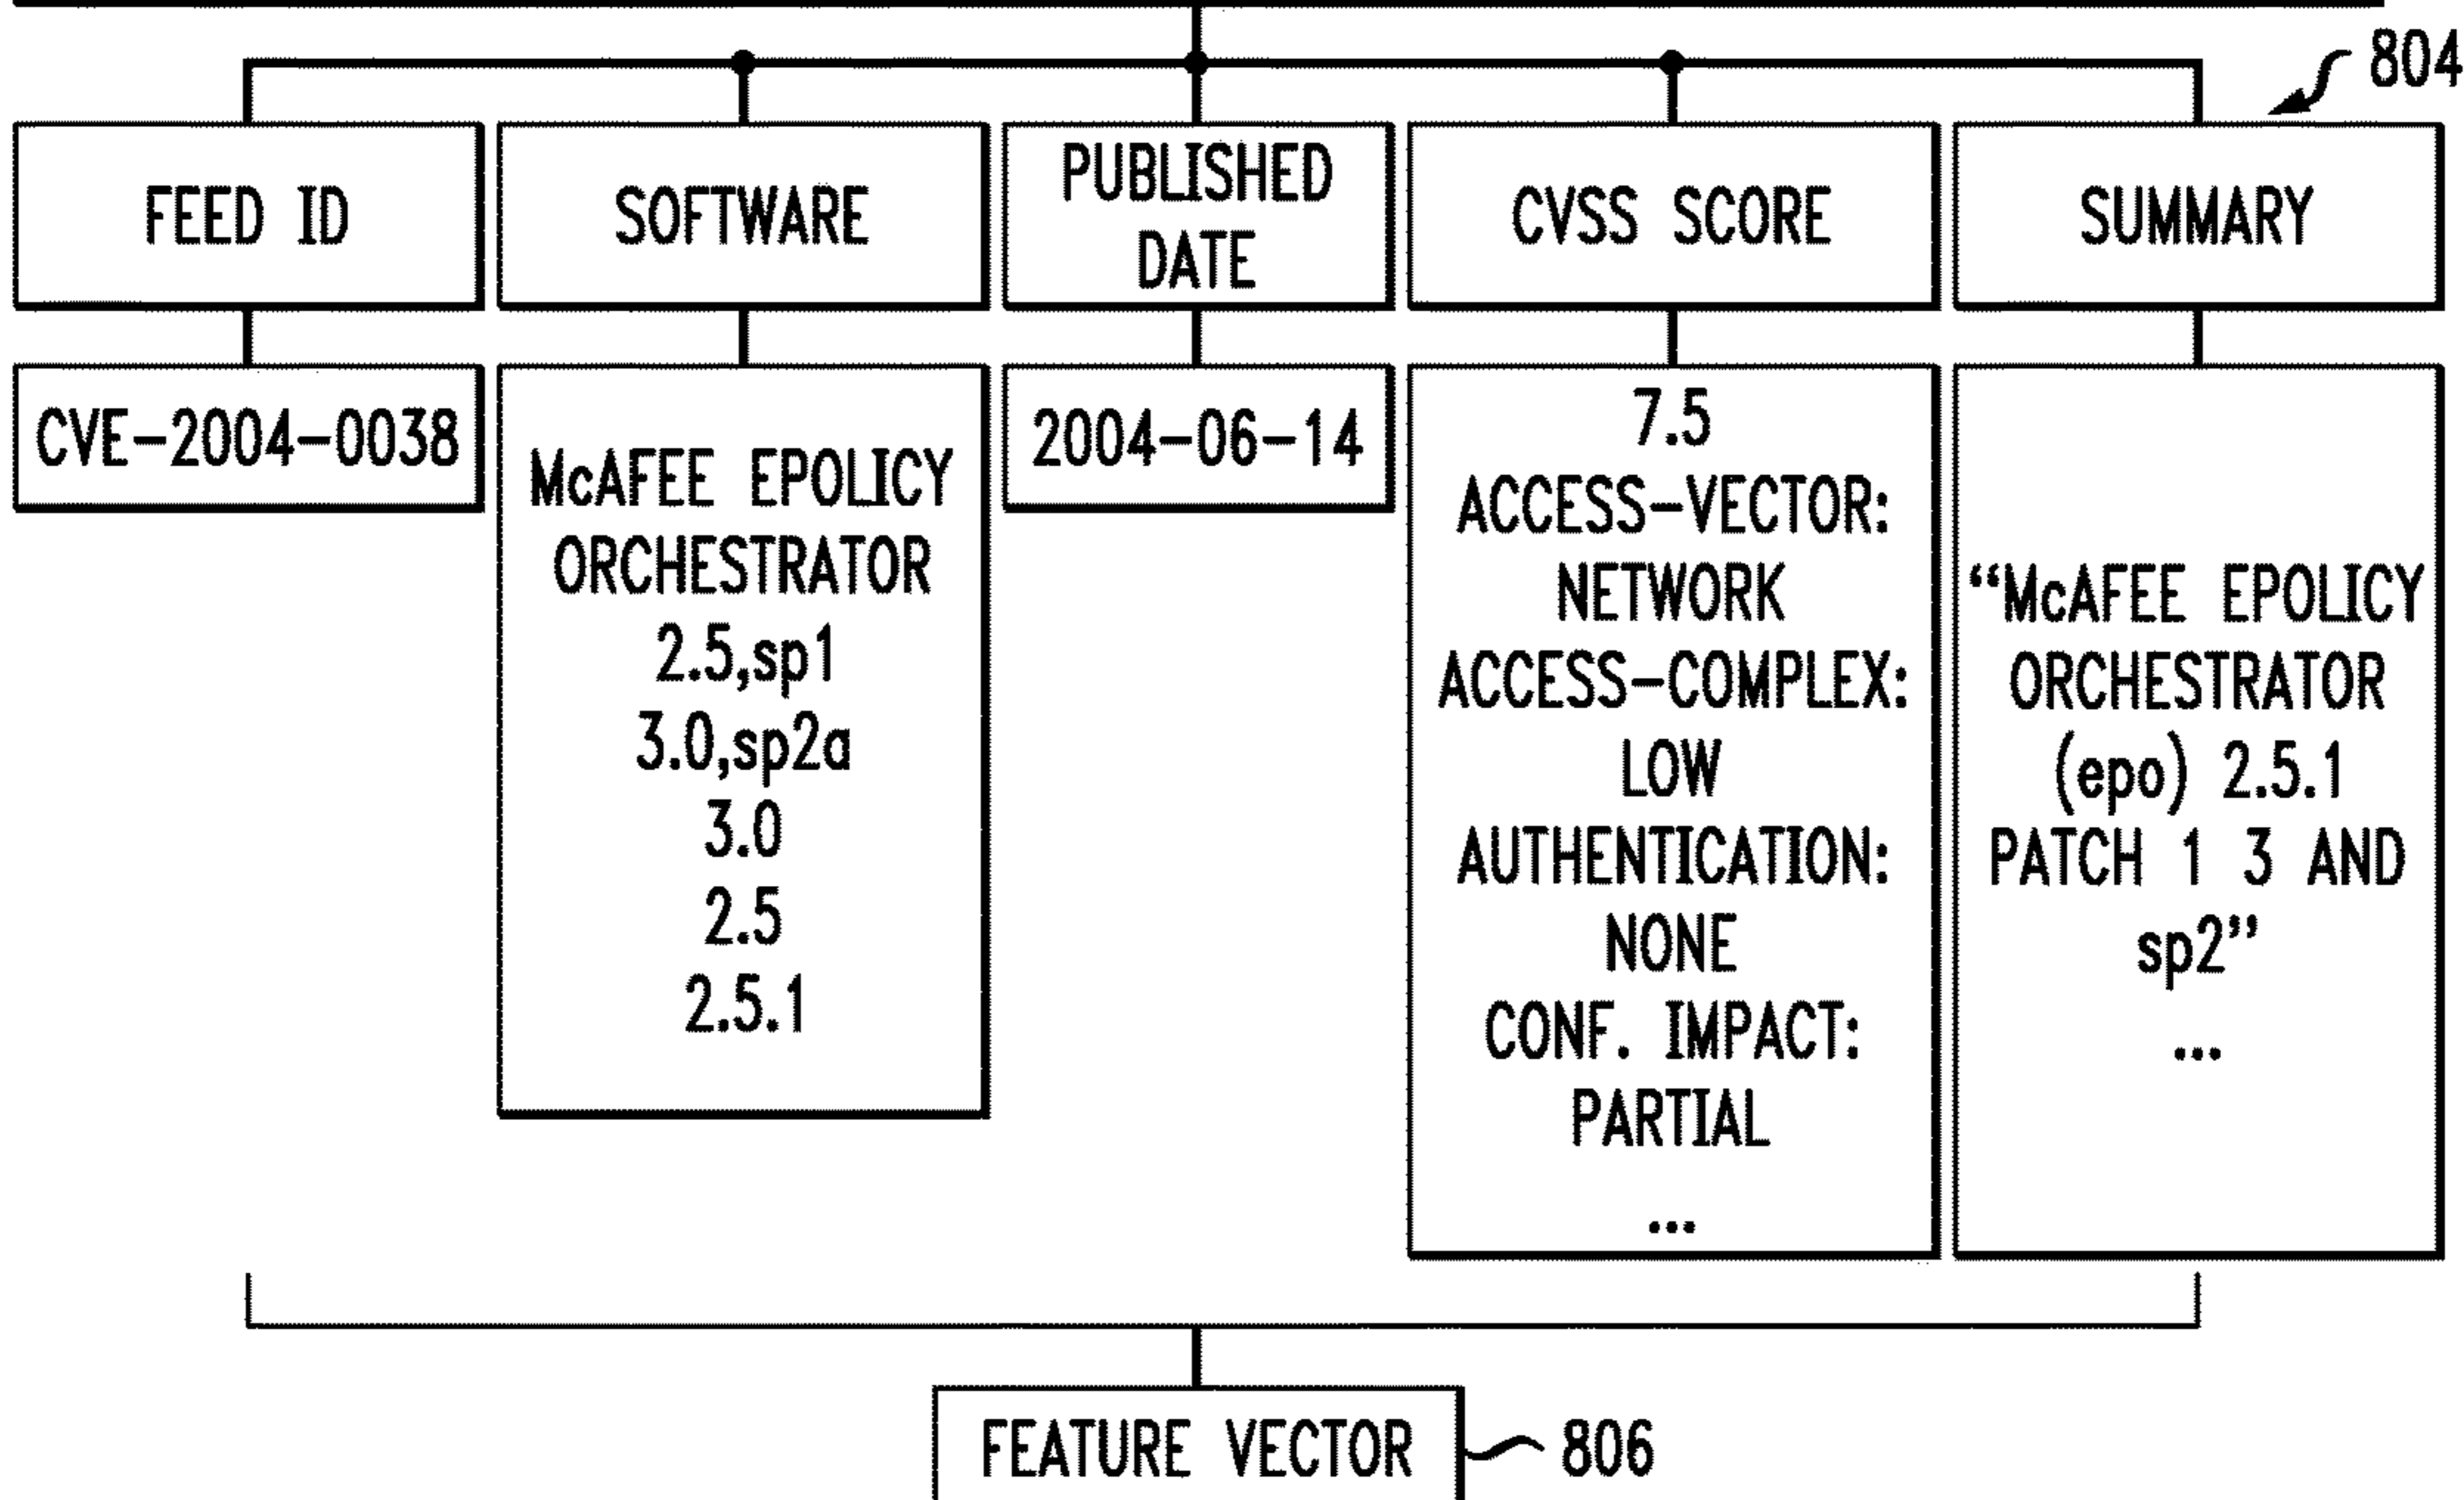 804
FEED ID
SOFTWARE
PUBLISHED
DATE
CVSS SCORE
SUMMARY
CVE-2004-0038
McAFEE EPOLICY
ORCHESTRATOR
2.5,sp1
3.0,sp2a
3.0
2.5
2.5.1
2004-06-14
7.5
ACCESS-VECTOR:
NETWORK
ACCESS-COMPLEX:
LOW
AUTHENTICATION:
NONE
CONF. IMPACT:
PARTIAL
...
“McAFEE EPOLICY
ORCHESTRATOR
(epo) 2.5.1
PATCH 1 3 AND
sp2”
...
FEATURE VECTOR
806